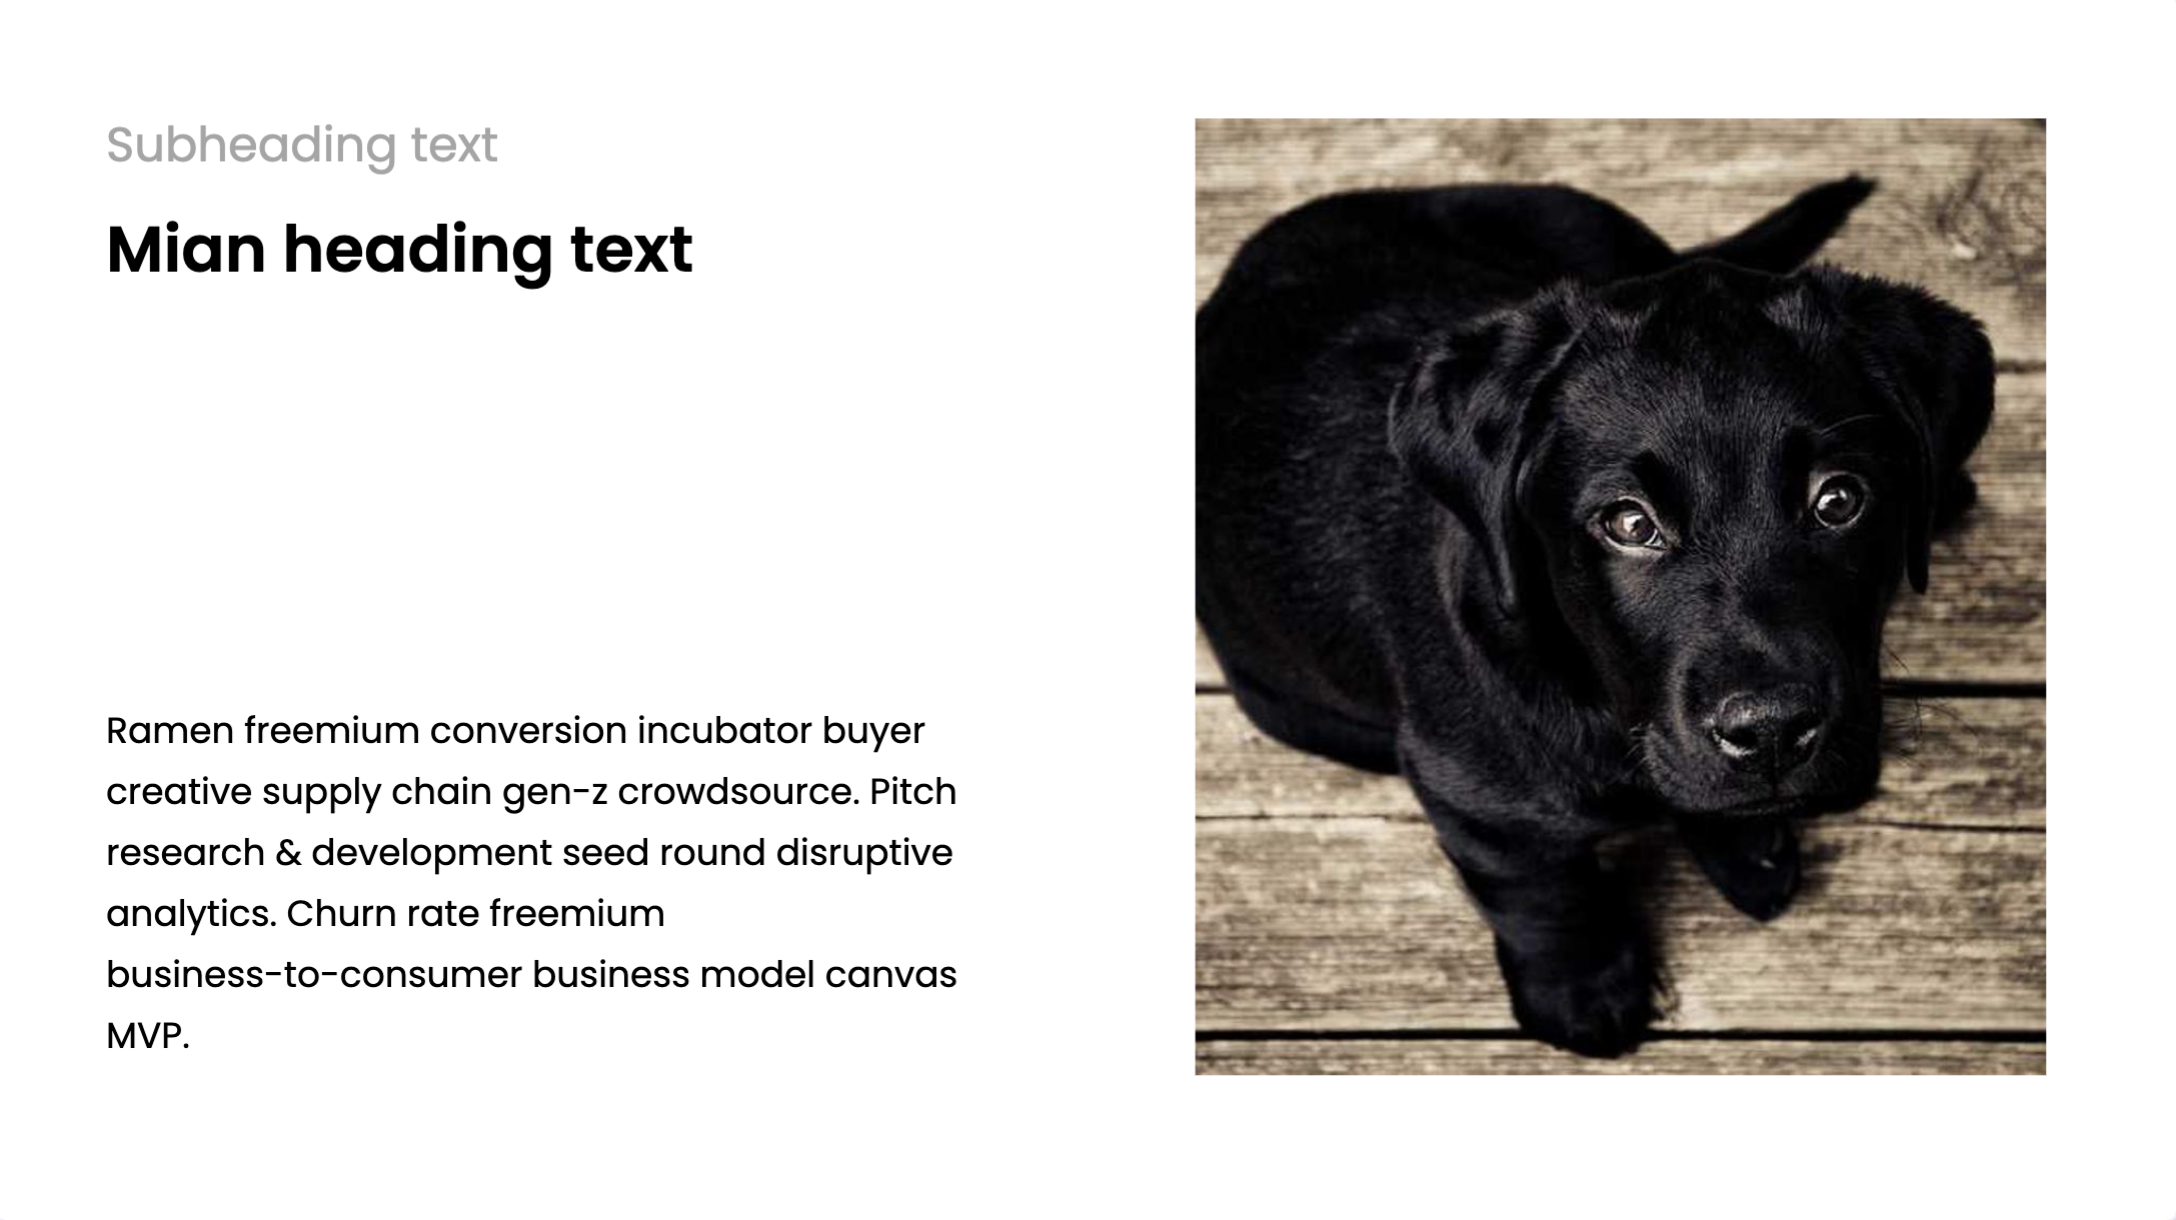 Subheading text
Mian heading text
Ramen freemium conversion incubator buyer
creative supply chain gen-z crowdsource. Pitch
research & development seed round disruptive
analytics. Churn rate freemium
business-to-consumer business model canvas
MVP.